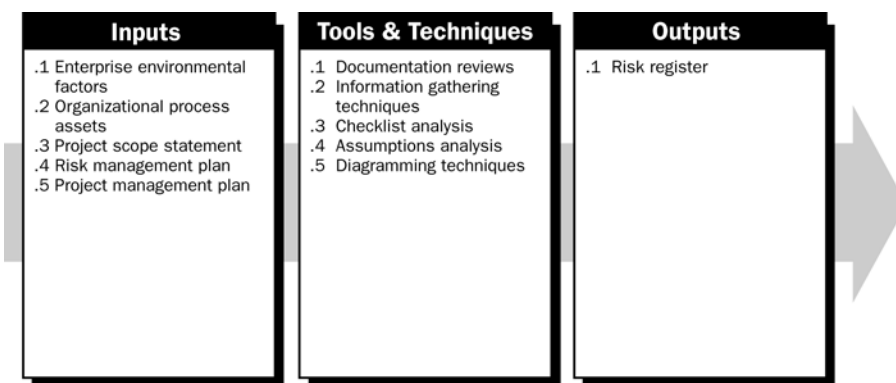 Inputs
.1 Enterprise environmental
factors
.2 Organizational process
assets
.3 Project scope statement
.4 Risk management plan
.5 Project management plan
Tools & Techniques
.1 Documentation reviews
.2 Information gathering
techniques
.3 Checklist analysis
.4 Assumptions analysis
.5 Diagramming techniques
Outputs
.1 Risk register